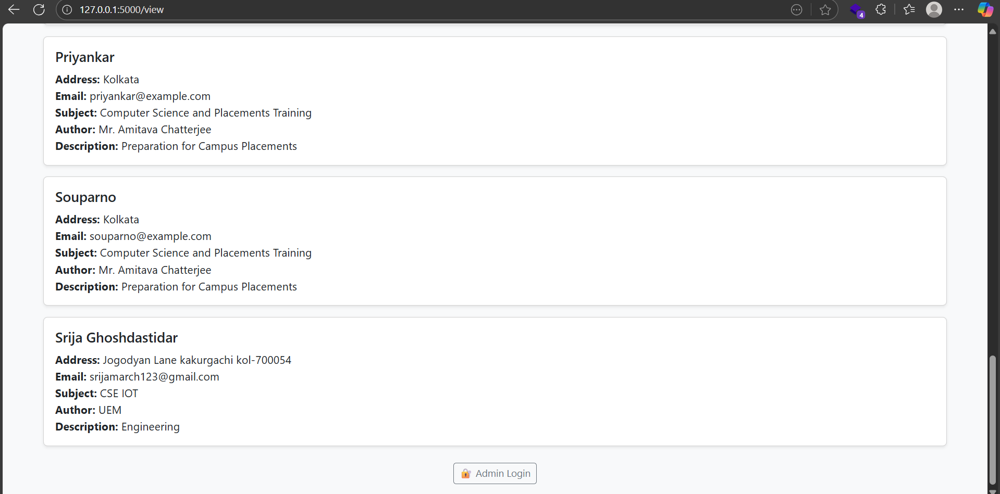 127.0.0.1:5000/view
4
Priyankar
Address: Kolkata
Email: priyankar@example.com
Subject: Computer Science and Placements Training
Author: Mr. Amitava Chatterjee
Description: Preparation for Campus Placements
Souparno
Address: Kolkata
Email: souparno@example.com
Subject: Computer Science and Placements Training
Author: Mr. Amitava Chatterjee
Description: Preparation for Campus Placements
Srija Ghoshdastidar
Address: Jogodyan Lane kakurgachi kol-700054
Email: srijamarch123@gmail.com
Subject: CSE IOT
Author: UEM
Description: Engineering
Admin Login